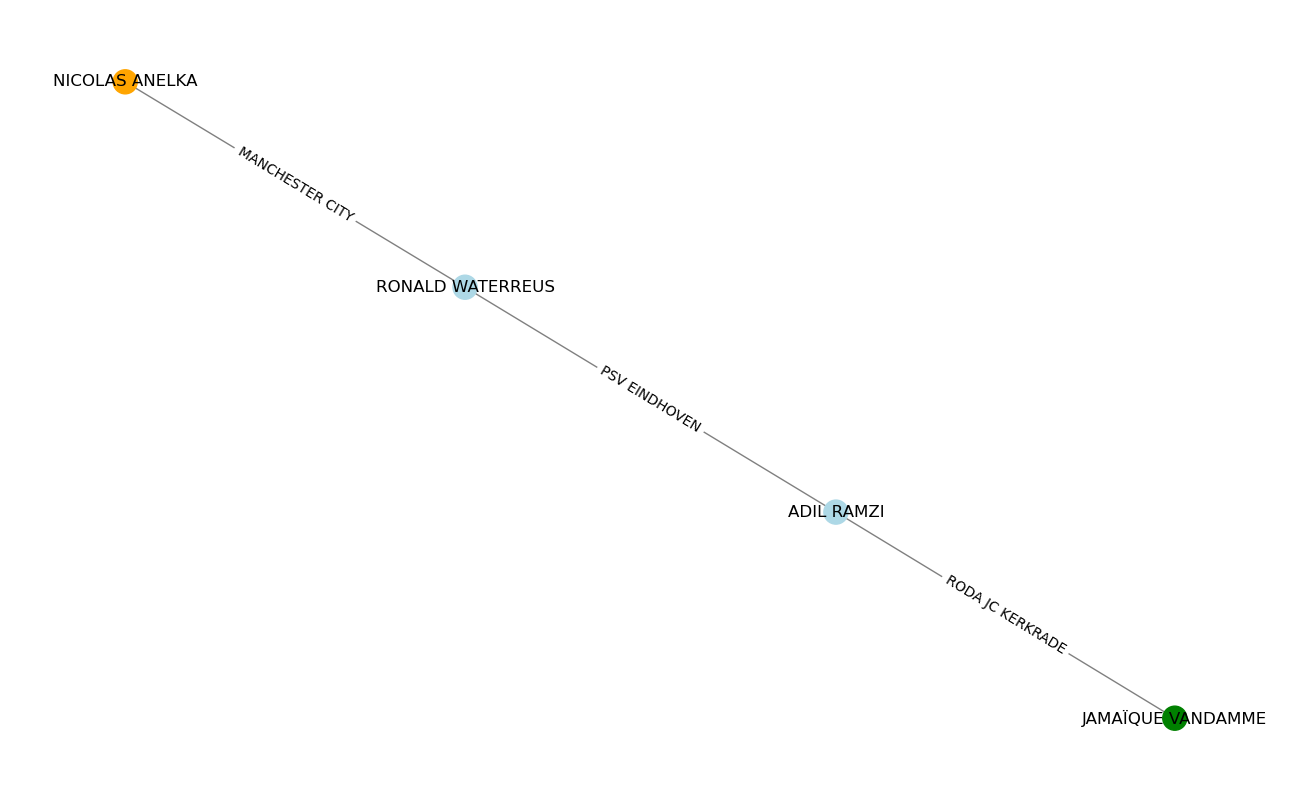 NICOLAS ANELKA
MANCHESTER CITY
RONALD WATERREUS
PSV EINDHOVEN
ADIL RAMZI
RODA JC KERKRADE
JAMAÏQUE VANDAMME